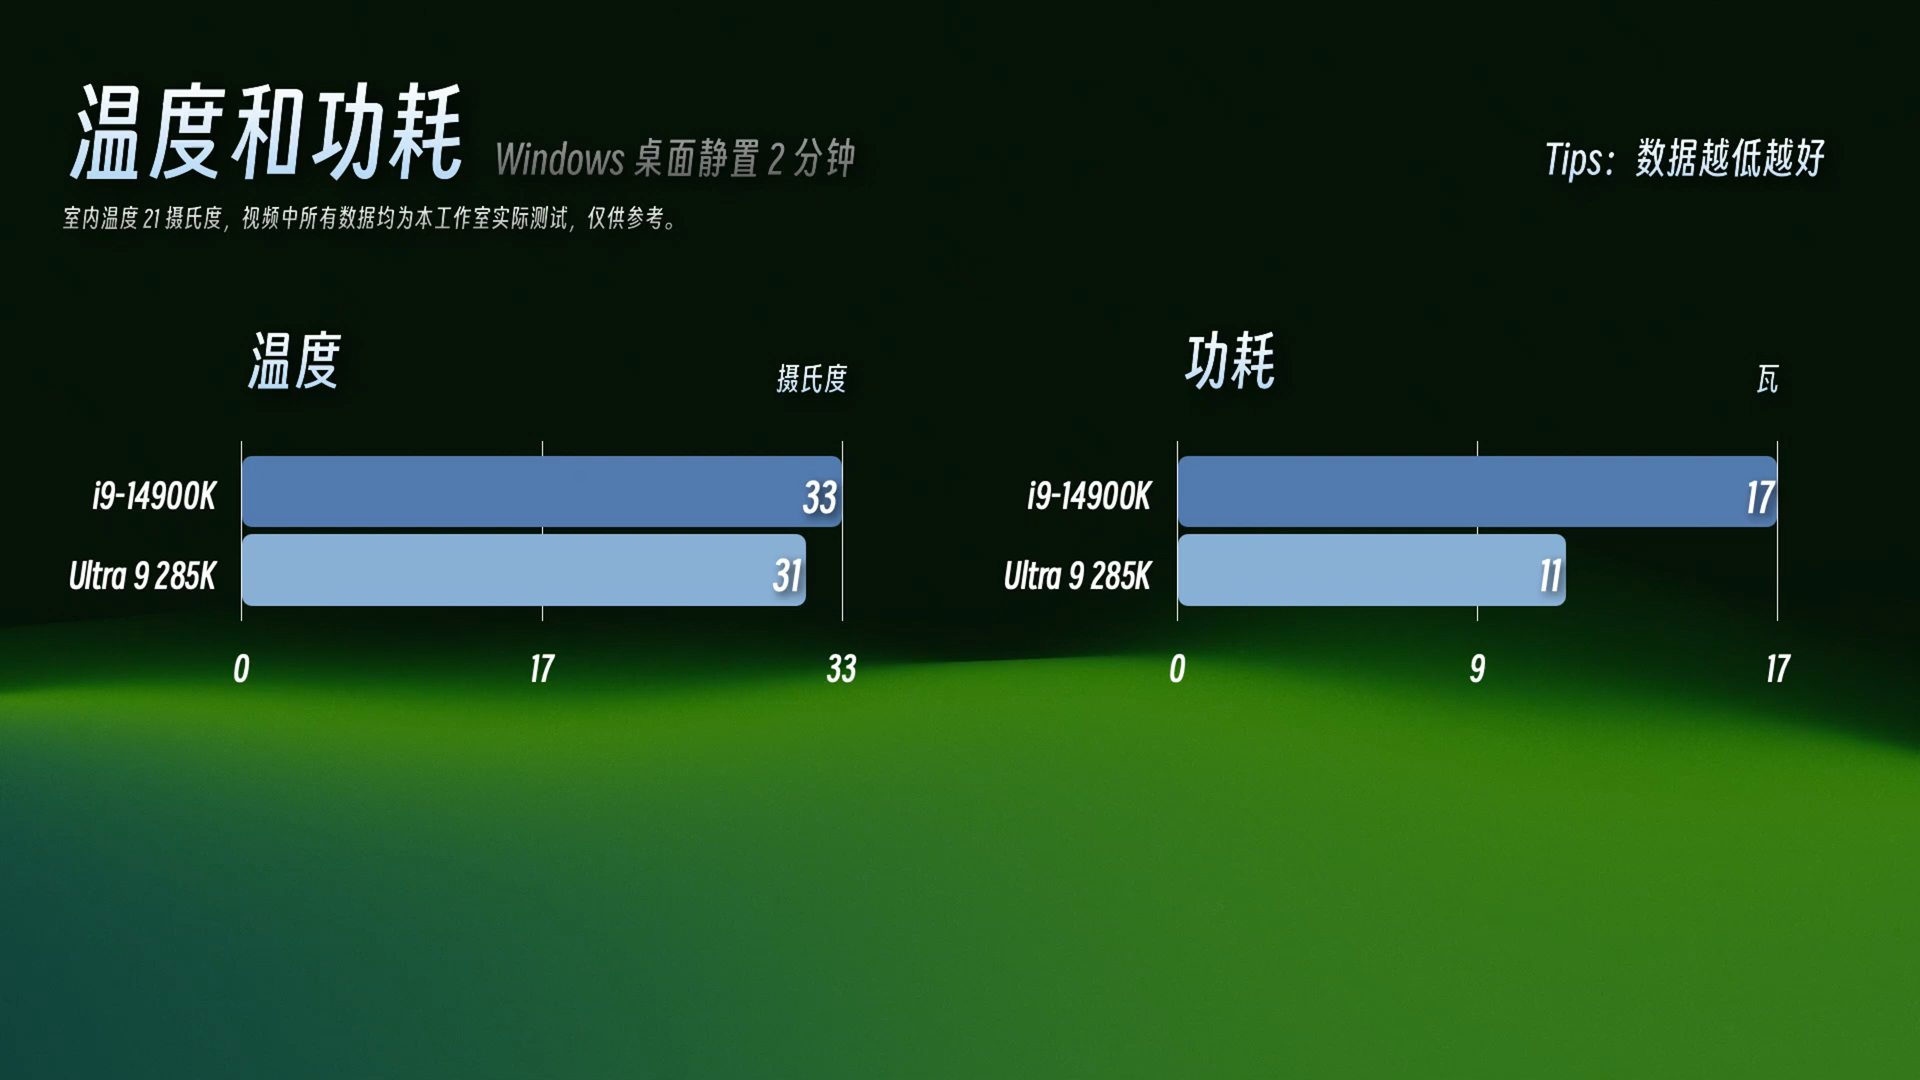 温度和功耗 Windows 桌面静置 2 分钟
Tips：数据越低越好
室内温度 21 摄氏度，视频中所有数据均为本工作室实际测试，仅供参考。
温度 摄氏度
i9-14900K 33
Ultra 9 285K 31
0 17 33
功耗 瓦
i9-14900K 17
Ultra 9 285K 11
0 9 17